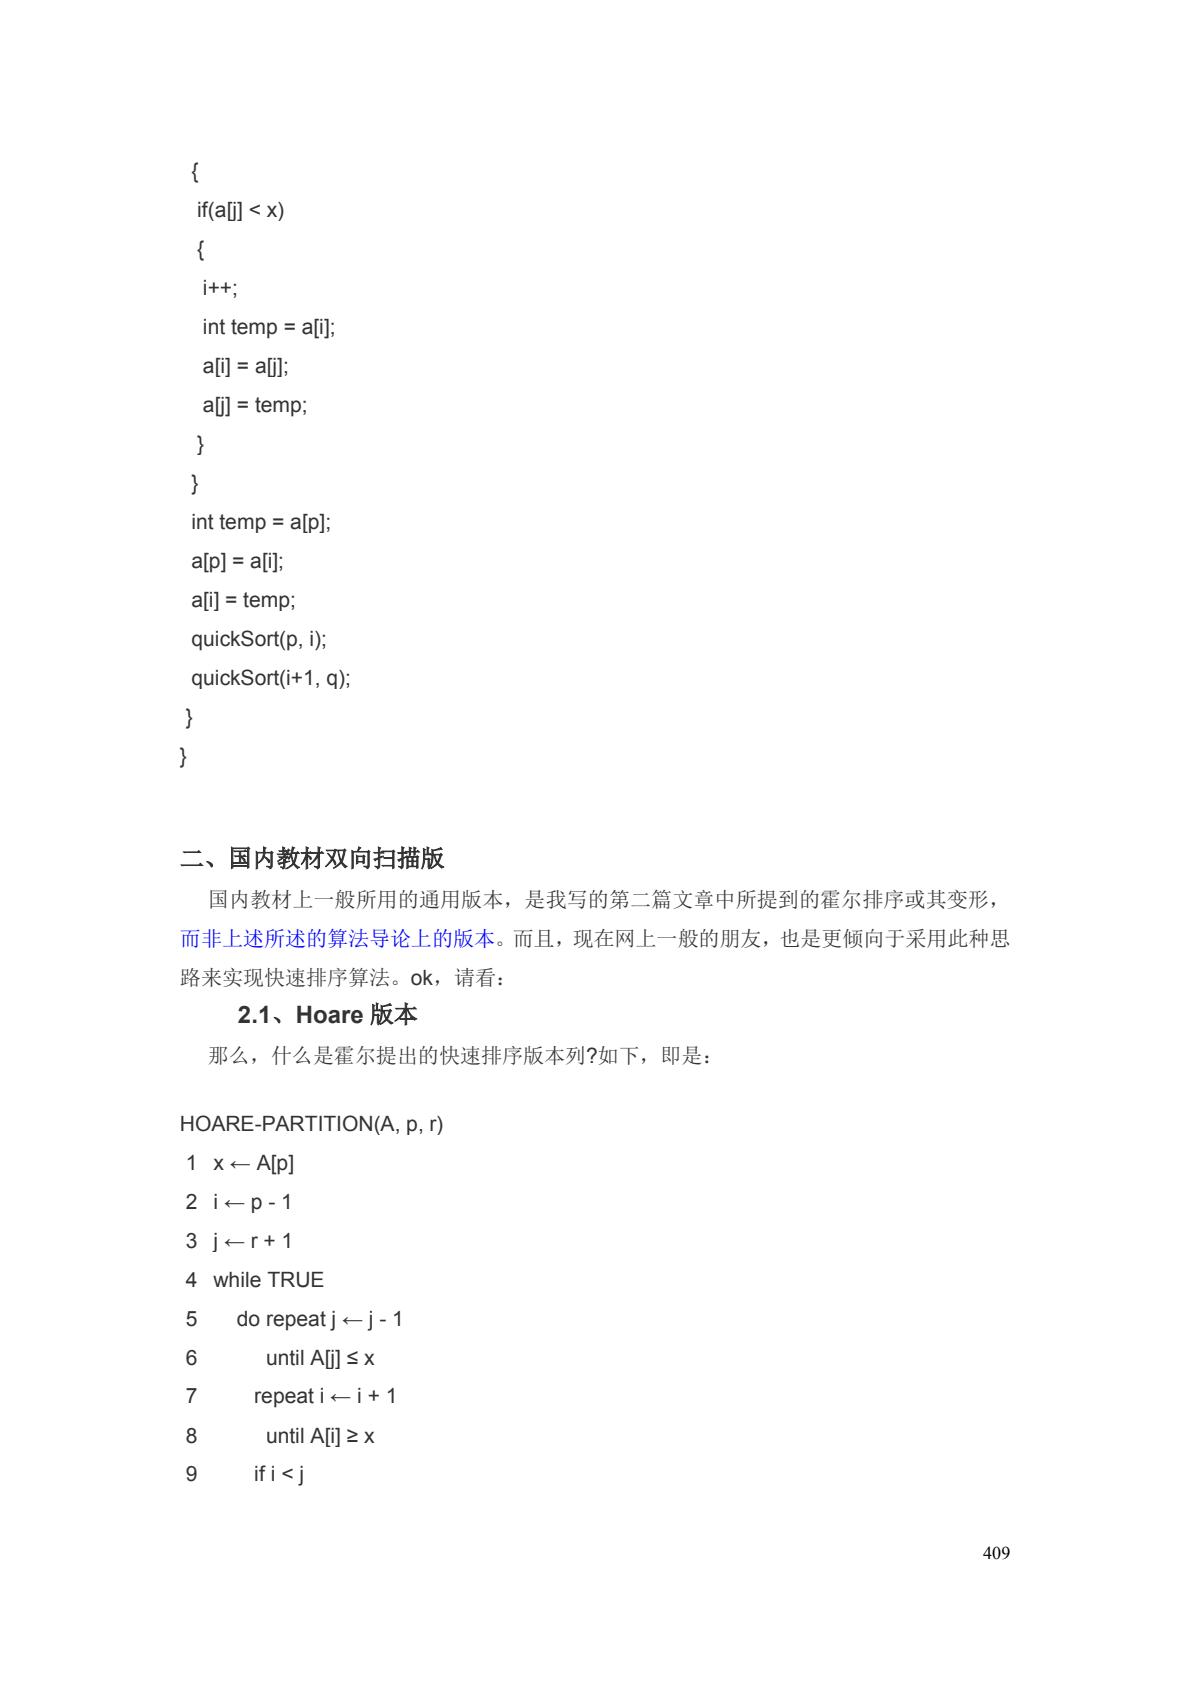 {
if(a[j] < x)
{
i++;
int temp = a[i];
a[i] = a[j];
a[j] = temp;
}
}
int temp = a[p];
a[p] = a[i];
a[i] = temp;
quickSort(p, i);
quickSort(i+1, q);
}
}
二、国内教材双向扫描版
国内教材上一般所用的通用版本，是我写的第二篇文章中所提到的霍尔排序或其变形，
而非上述所述的算法导论上的版本。而且，现在网上一般的朋友，也是更倾向于采用此种思
路来实现快速排序算法。ok，请看：
2.1、Hoare 版本
那么，什么是霍尔提出的快速排序版本列?如下，即是：
HOARE-PARTITION(A, p, r)
1 x ← A[p]
2 i ← p - 1
3 j ← r + 1
4 while TRUE
5 do repeat j ← j - 1
6 until A[j] ≤ x
7 repeat i ← i + 1
8 until A[i] ≥ x
9 if i < j
409